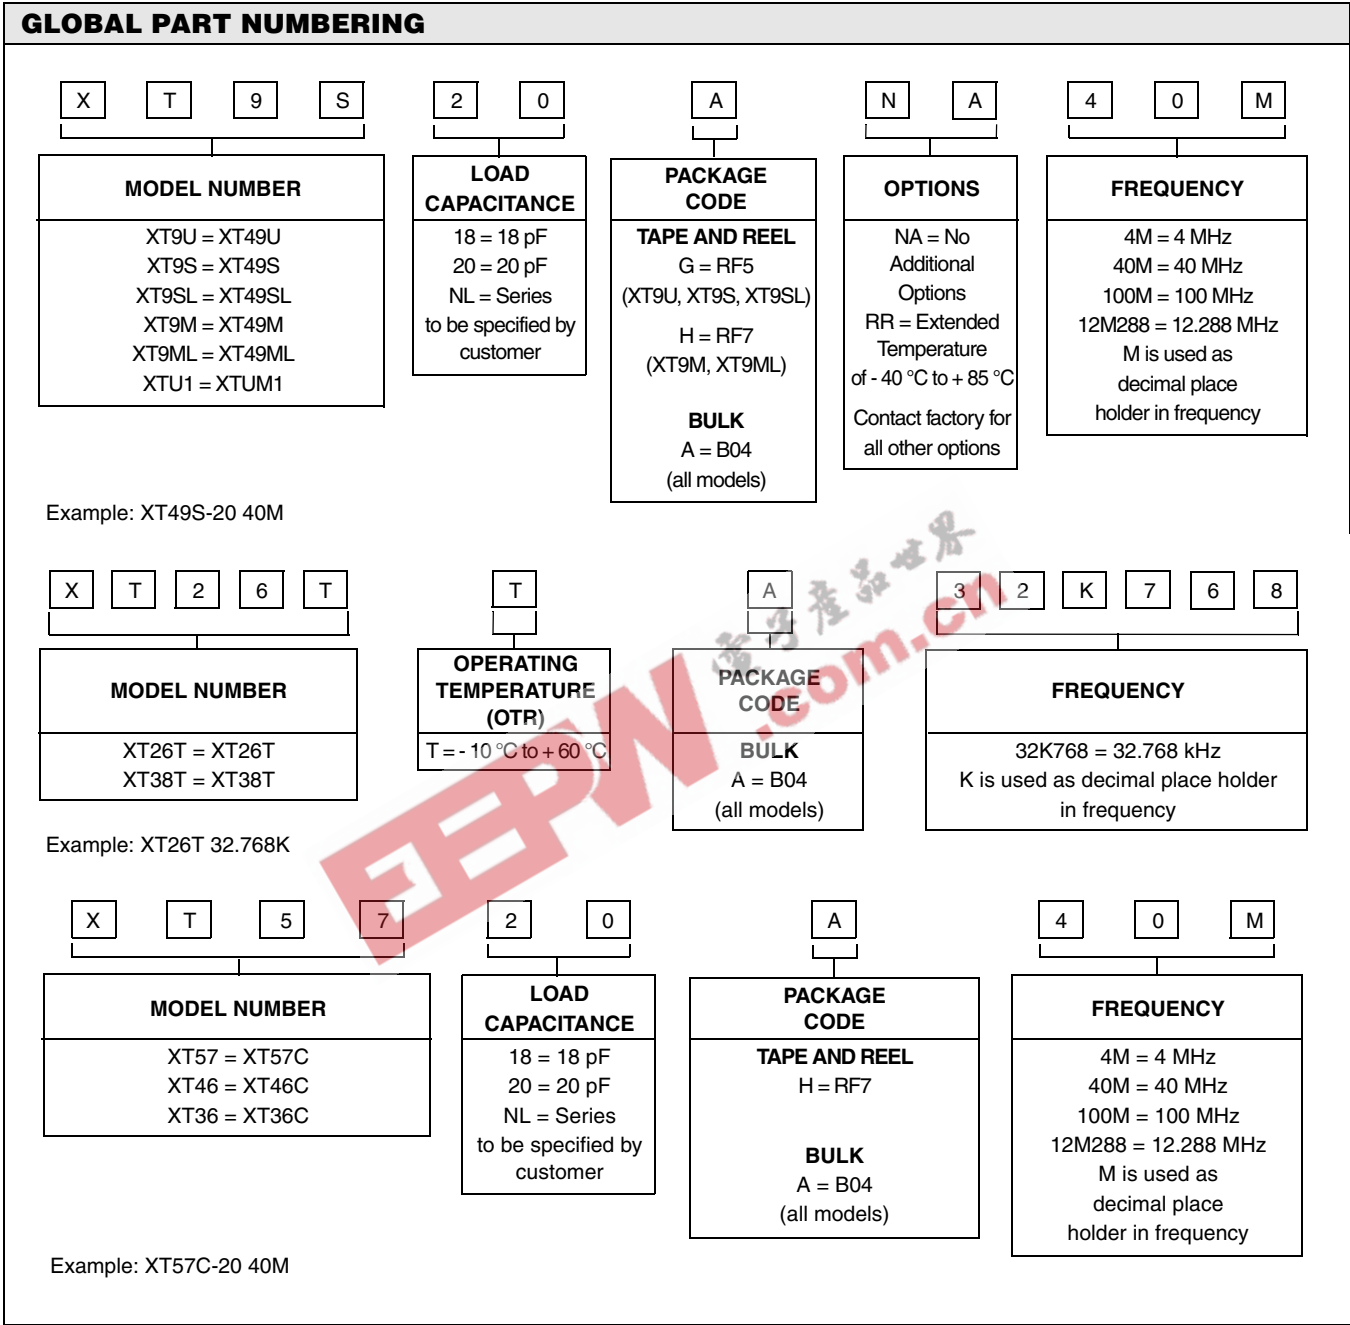 GLOBAL PART NUMBERING
X T 9 S 2 0 A N A 4 0 M
MODEL NUMBER
XT9U = XT49U
XT9S = XT49S
XT9SL = XT49SL
XT9M = XT49M
XT9ML = XT49ML
XTU1 = XTUM1
LOAD
CAPACITANCE
18 = 18 pF
20 = 20 pF
NL = Series
to be specified by
customer
PACKAGE
CODE
TAPE AND REEL
G = RF5
(XT9U, XT9S, XT9SL)
H = RF7
(XT9M, XT9ML)
BULK
A = B04
(all models)
OPTIONS
NA = No
Additional
Options
RR = Extended
Temperature
of - 40 °C to + 85 °C
Contact factory for
all other options
FREQUENCY
4M = 4 MHz
40M = 40 MHz
100M = 100 MHz
12M288 = 12.288 MHz
M is used as
decimal place
holder in frequency
Example: XT49S-20 40M
X T 2 6 T T A 3 2 K 7 6 8
MODEL NUMBER
XT26T = XT26T
XT38T = XT38T
OPERATING
TEMPERATURE
(OTR)
T = - 10 °C to + 60 °C
PACKAGE
CODE
BULK
A = B04
(all models)
FREQUENCY
32K768 = 32.768 kHz
K is used as decimal place holder
in frequency
Example: XT26T 32.768K
EEPW.com.cn
電子産品世界
X T 5 7 2 0 A 4 0 M
MODEL NUMBER
XT57 = XT57C
XT46 = XT46C
XT36 = XT36C
LOAD
CAPACITANCE
18 = 18 pF
20 = 20 pF
NL = Series
to be specified by
customer
PACKAGE
CODE
TAPE AND REEL
H = RF7
BULK
A = B04
(all models)
FREQUENCY
4M = 4 MHz
40M = 40 MHz
100M = 100 MHz
12M288 = 12.288 MHz
M is used as
decimal place
holder in frequency
Example: XT57C-20 40M